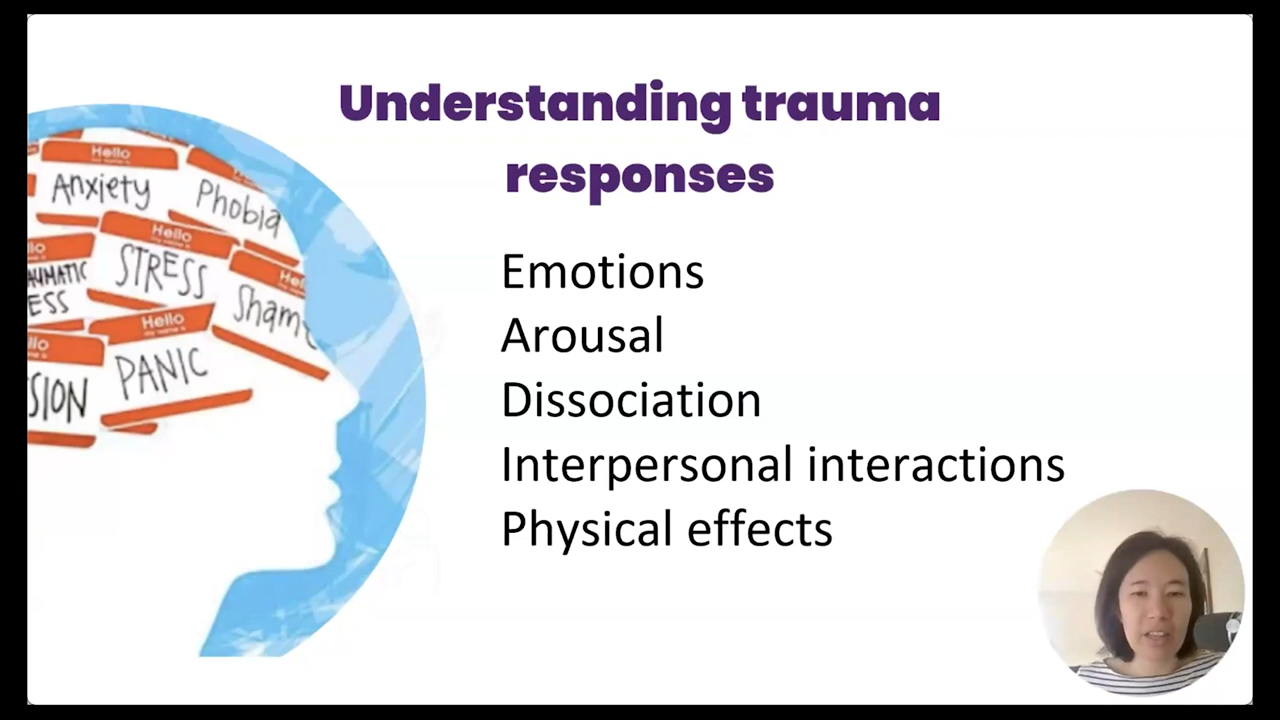 Understanding trauma
responses
Hello
Anxiety
Phobia
Hello
STRESS
Hello
PANIC
Emotions
Arousal
Dissociation
Interpersonal interactions
Physical effects